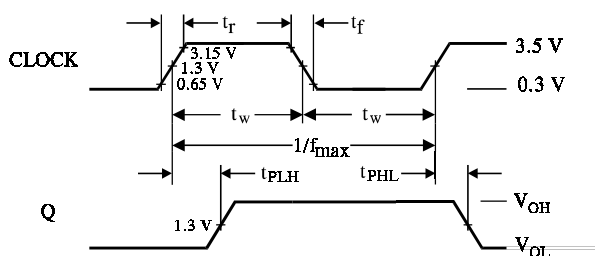 tr
tf
CLOCK
3.15 V
1.3 V
0.65 V
3.5 V
0.3 V
tw
tw
1/fmax
tPLH
tPHL
Q
1.3 V
VOH
VOL